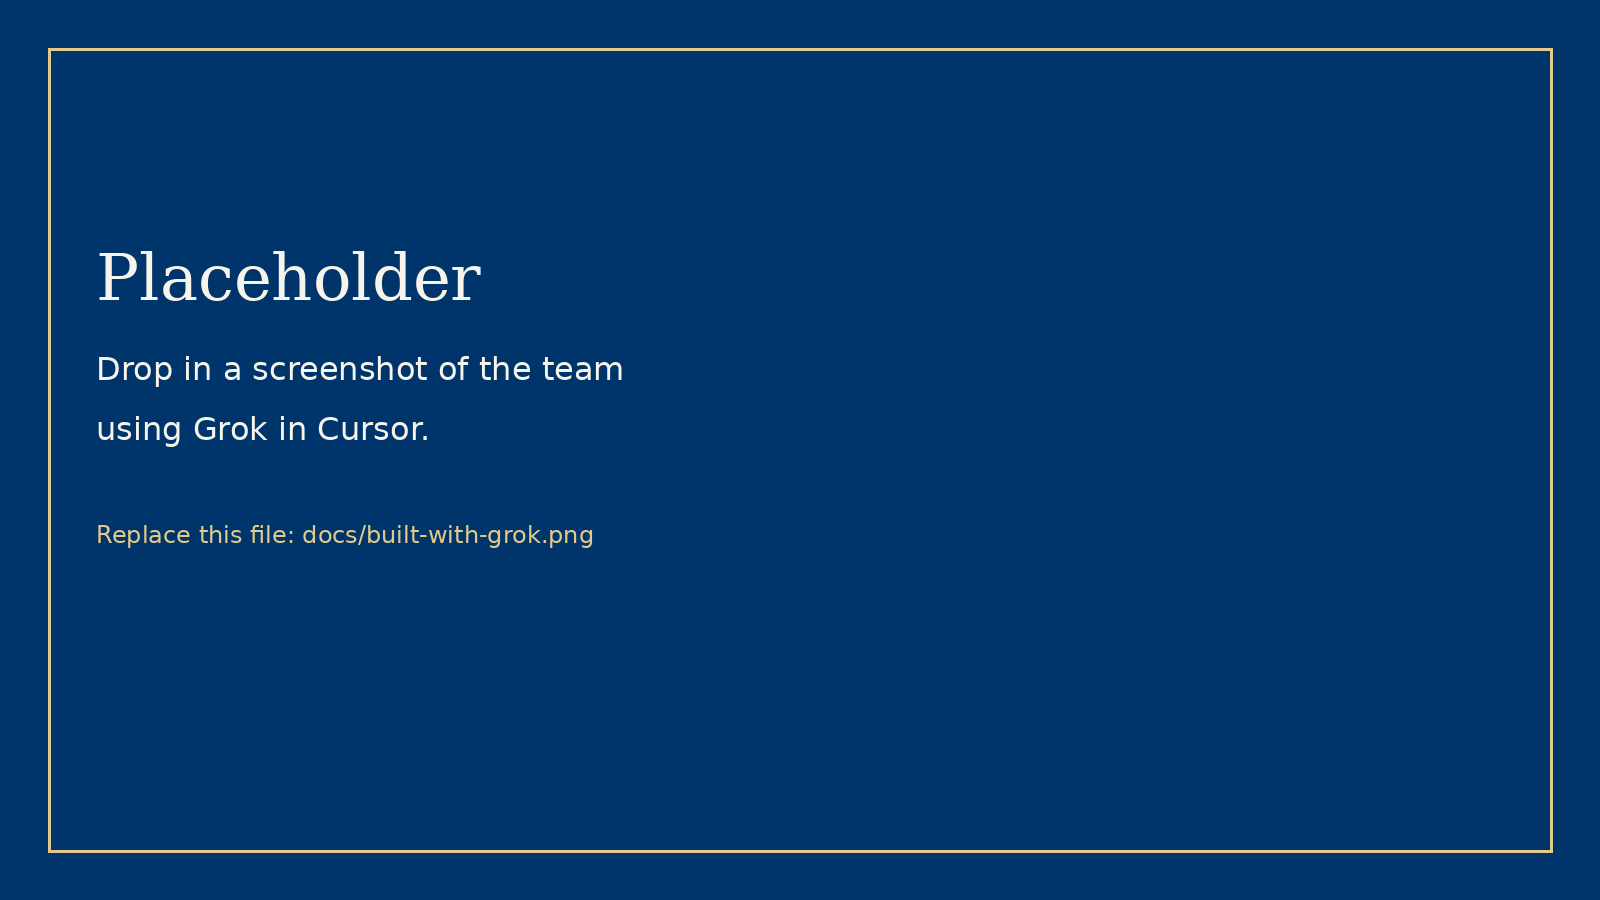 Placeholder
Drop in a screenshot of the team
using Grok in Cursor.
Replace this file: docs/built-with-grok.png